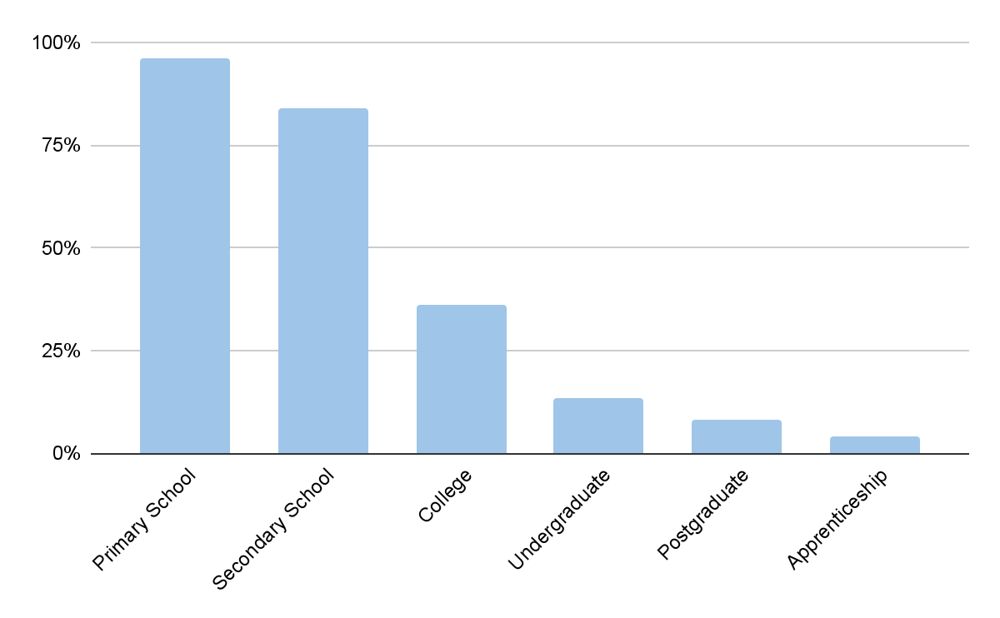 100%
75%
50%
25%
0%
Primary School
Secondary School
College
Undergraduate
Postgraduate
Apprenticeship